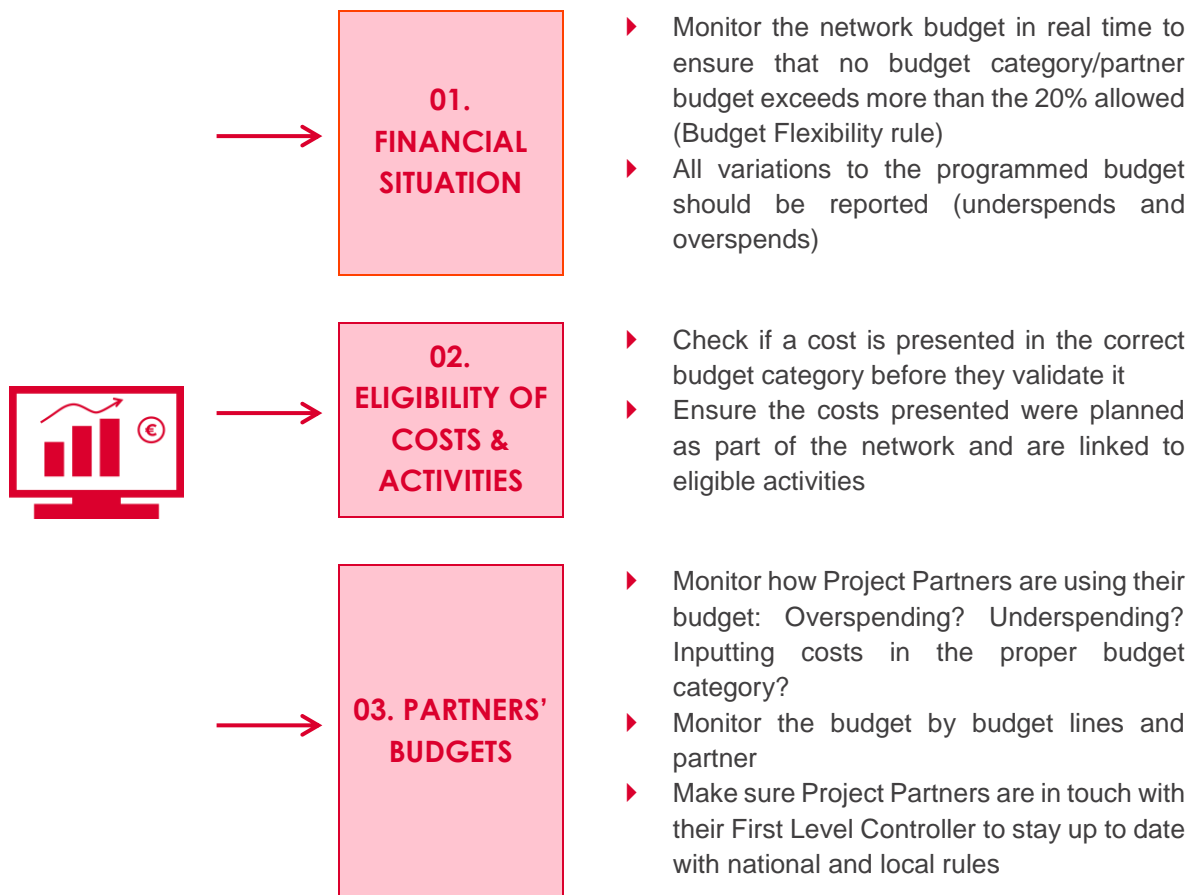 01.
FINANCIAL
SITUATION
Monitor the network budget in real time to
ensure that no budget category/partner
budget exceeds more than the 20% allowed
(Budget Flexibility rule)
All variations to the programmed budget
should be reported (underspends and
overspends)
€
02.
ELIGIBILITY OF
COSTS &
ACTIVITIES
Check if a cost is presented in the correct
budget category before they validate it
Ensure the costs presented were planned
as part of the network and are linked to
eligible activities
03. PARTNERS’
BUDGETS
Monitor how Project Partners are using their
budget: Overspending? Underspending?
Inputting costs in the proper budget
category?
Monitor the budget by budget lines and
partner
Make sure Project Partners are in touch with
their First Level Controller to stay up to date
with national and local rules